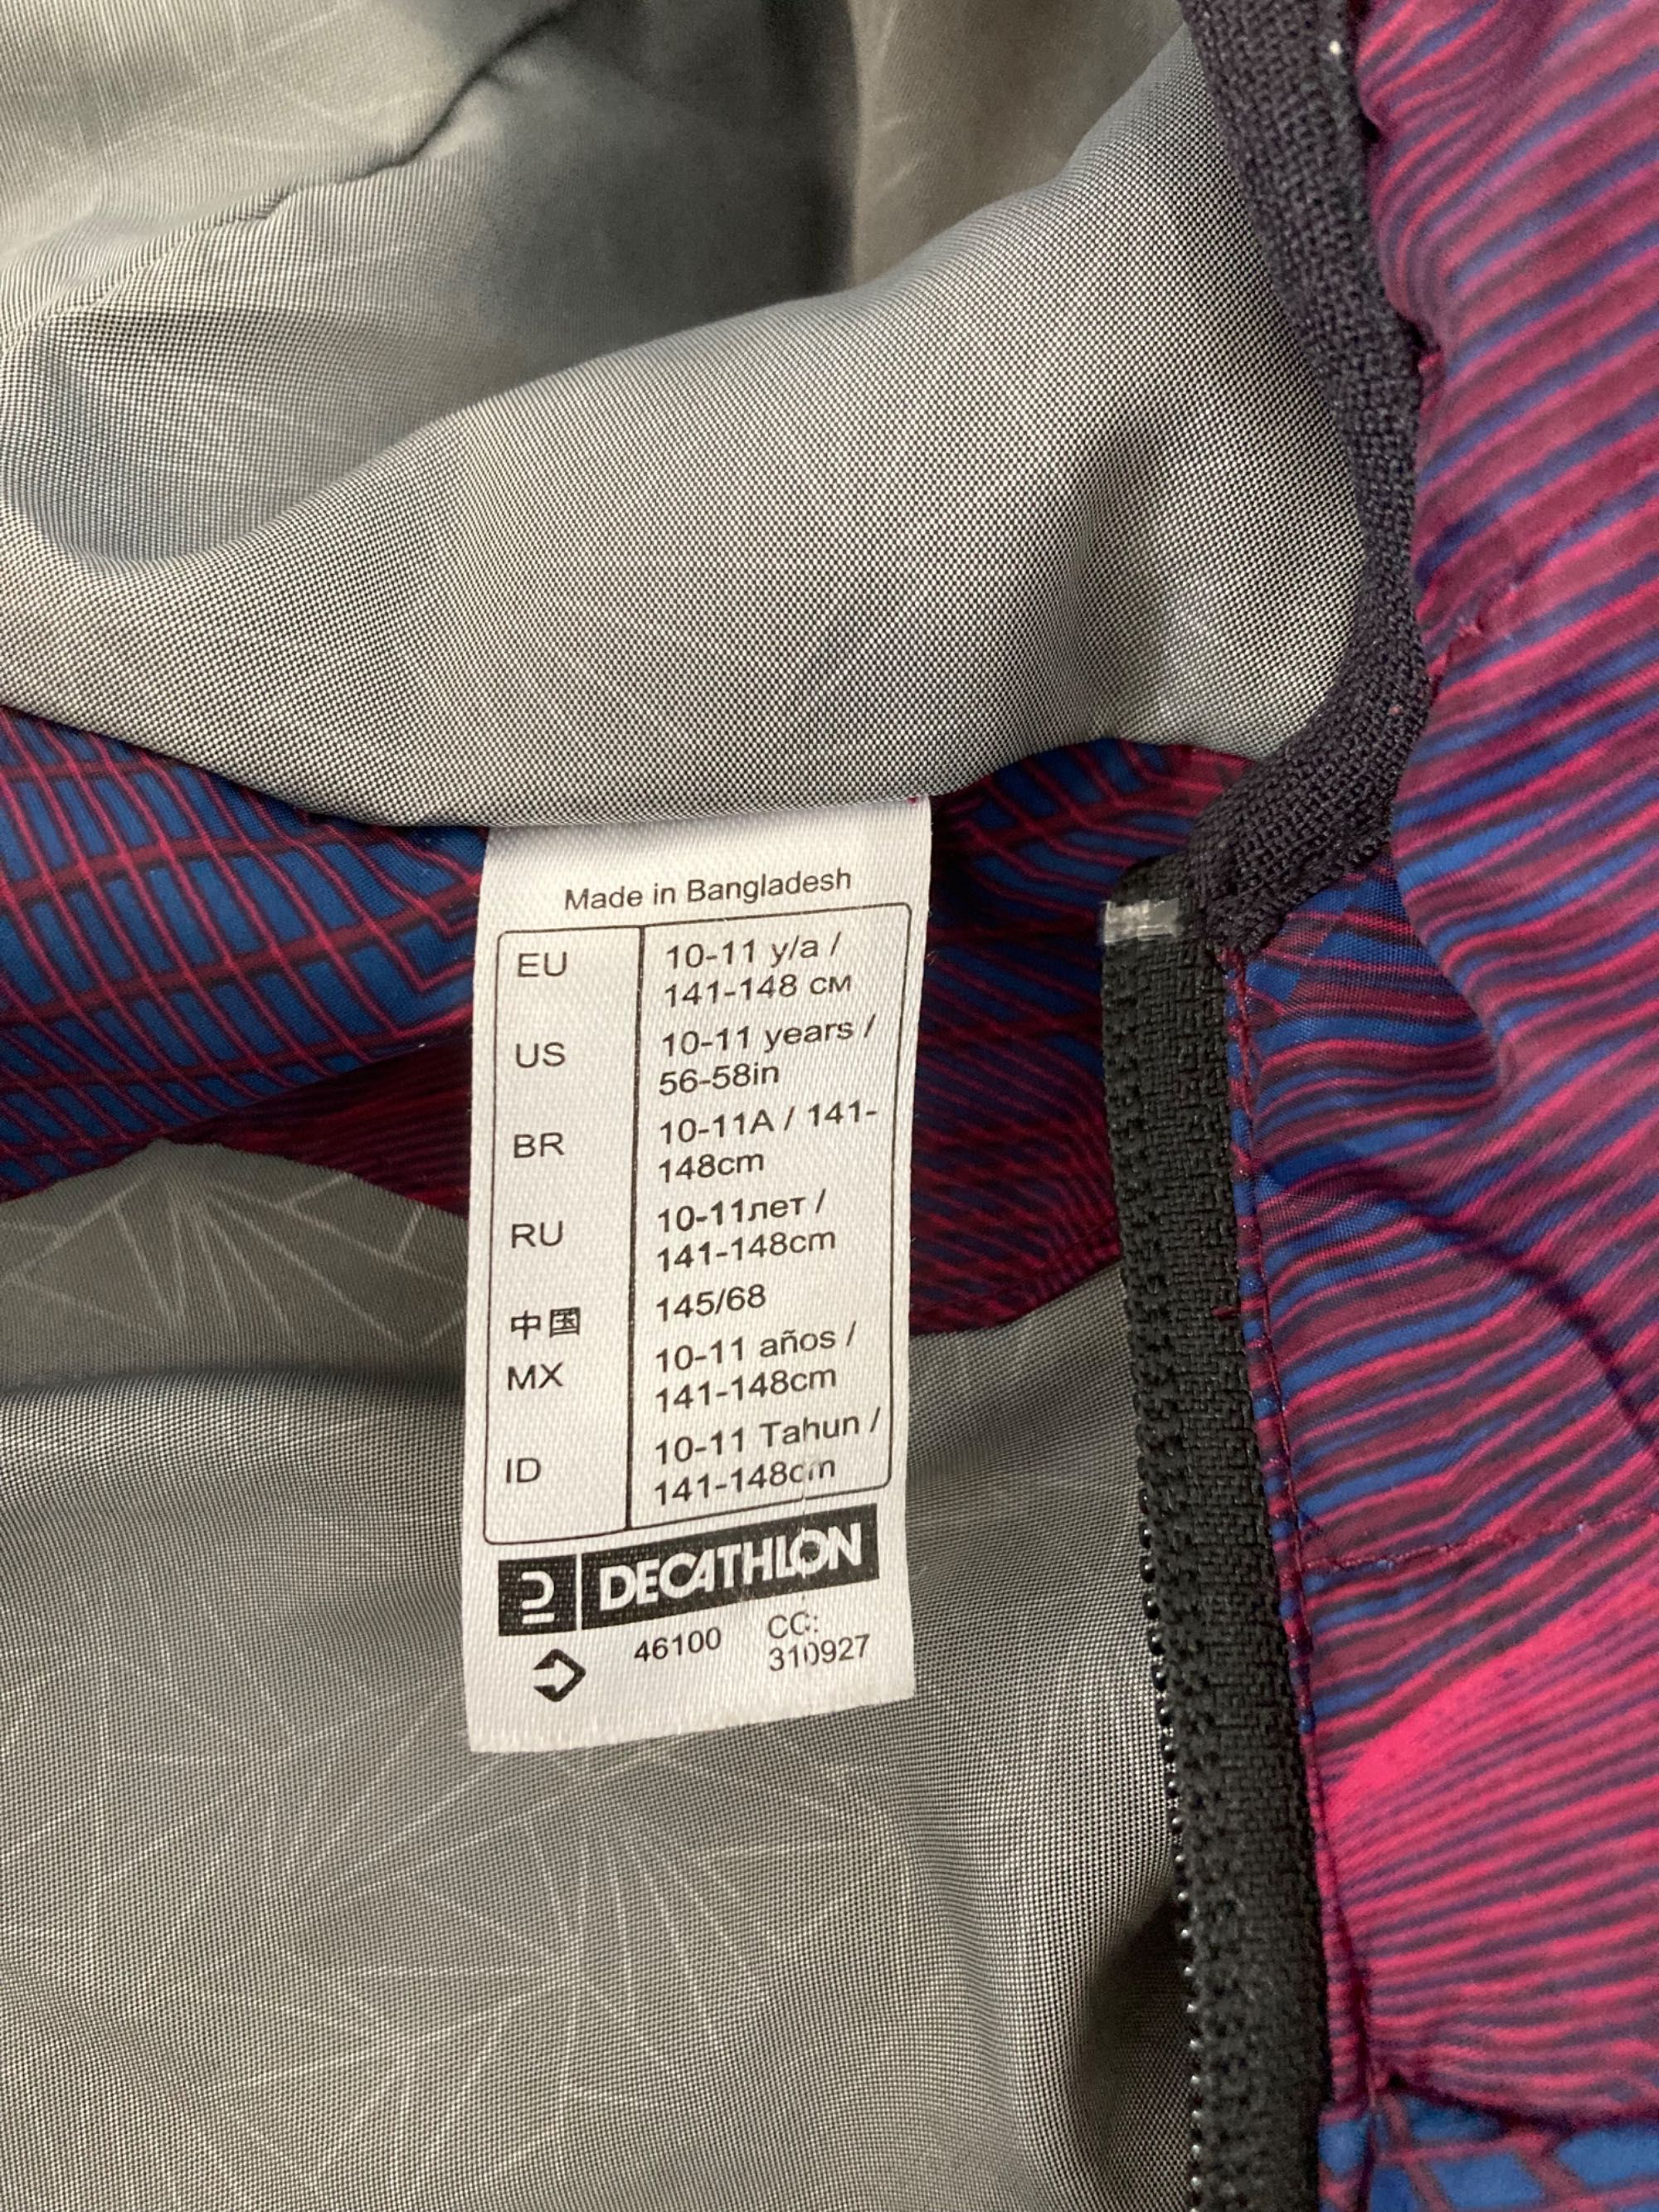 Made in Bangladesh
EU 10-11 y/a /
141-148 см
US 10-11 years /
56-58in
BR 10-11A / 141-
148cm
RU 10-11лет /
141-148cm
中国 145/68
MX 10-11 años /
141-148cm
ID 10-11 Tahun /
141-148cm
DECATHLON
46100 CC:
310927